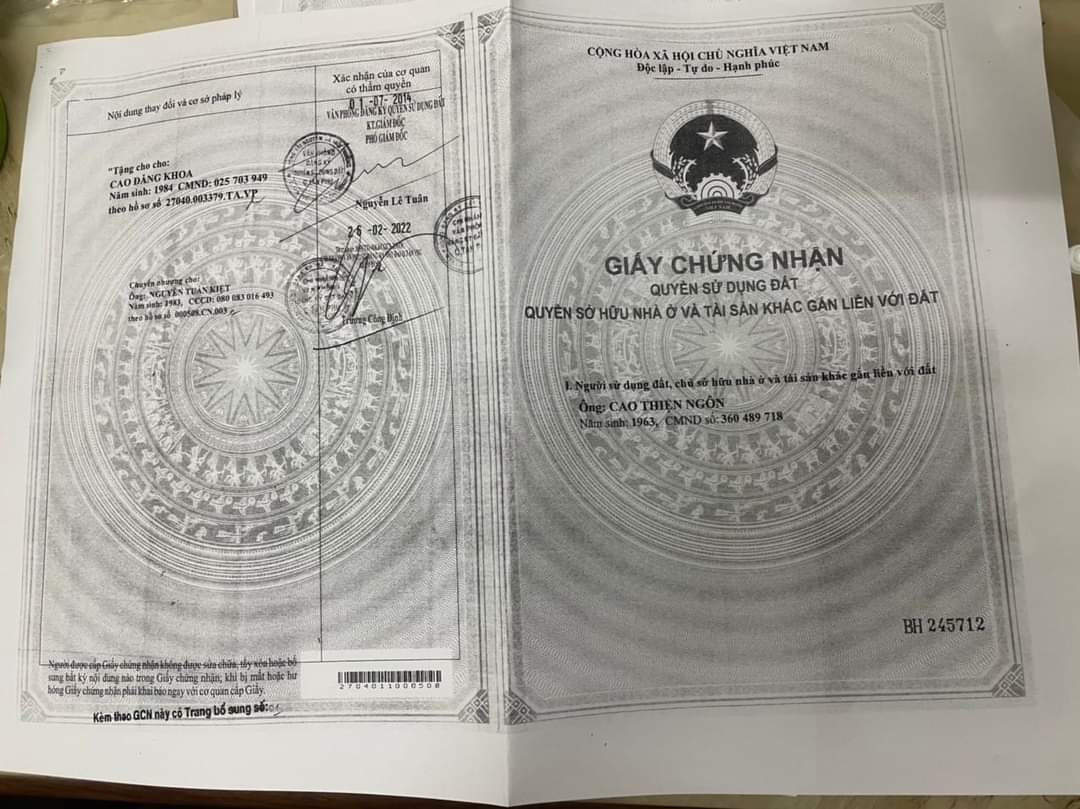 Nội dung thay đổi và cơ sở pháp lý
Xác nhận của cơ quan
có thẩm quyền
01-07-2014
VĂN PHÒNG ĐĂNG KÝ QUYỀN SỬ DỤNG ĐẤT
KT.GIÁM ĐỐC
PHÓ GIÁM ĐỐC
"Tặng cho cho:
CAO ĐĂNG KHOA
Năm sinh: 1984 CMND: 025 703 949
theo hồ sơ số 27040.003379.TA.VP
Nguyễn Lê Tuân
26-02-2022
Chuyển nhượng cho:
Ông: NGUYỄN TUẤN KIỆT
Năm sinh: 1983, CCCD: 080 083 016 493
theo hồ sơ số 000508.CN.003
Trương Công Định
Người được cấp Giấy chứng nhận không được sửa chữa, tẩy xóa hoặc bổ
sung bất kỳ nội dung nào trong Giấy chứng nhận; khi bị mất hoặc hư
hỏng Giấy chứng nhận phải khai báo ngay với cơ quan cấp Giấy.
2704011000508
Kèm theo GCN này có Trang bổ sung số:
CỘNG HÒA XÃ HỘI CHỦ NGHĨA VIỆT NAM
Độc lập - Tự do - Hạnh phúc
VIỆT NAM
GIẤY CHỨNG NHẬN
QUYỀN SỬ DỤNG ĐẤT
QUYỀN SỞ HỮU NHÀ Ở VÀ TÀI SẢN KHÁC GẮN LIỀN VỚI ĐẤT
I. Người sử dụng đất, chủ sở hữu nhà ở và tài sản khác gắn liền với đất
Ông: CAO THIỆN NGÔN
Năm sinh: 1963, CMND số: 360 489 718
BH 245712